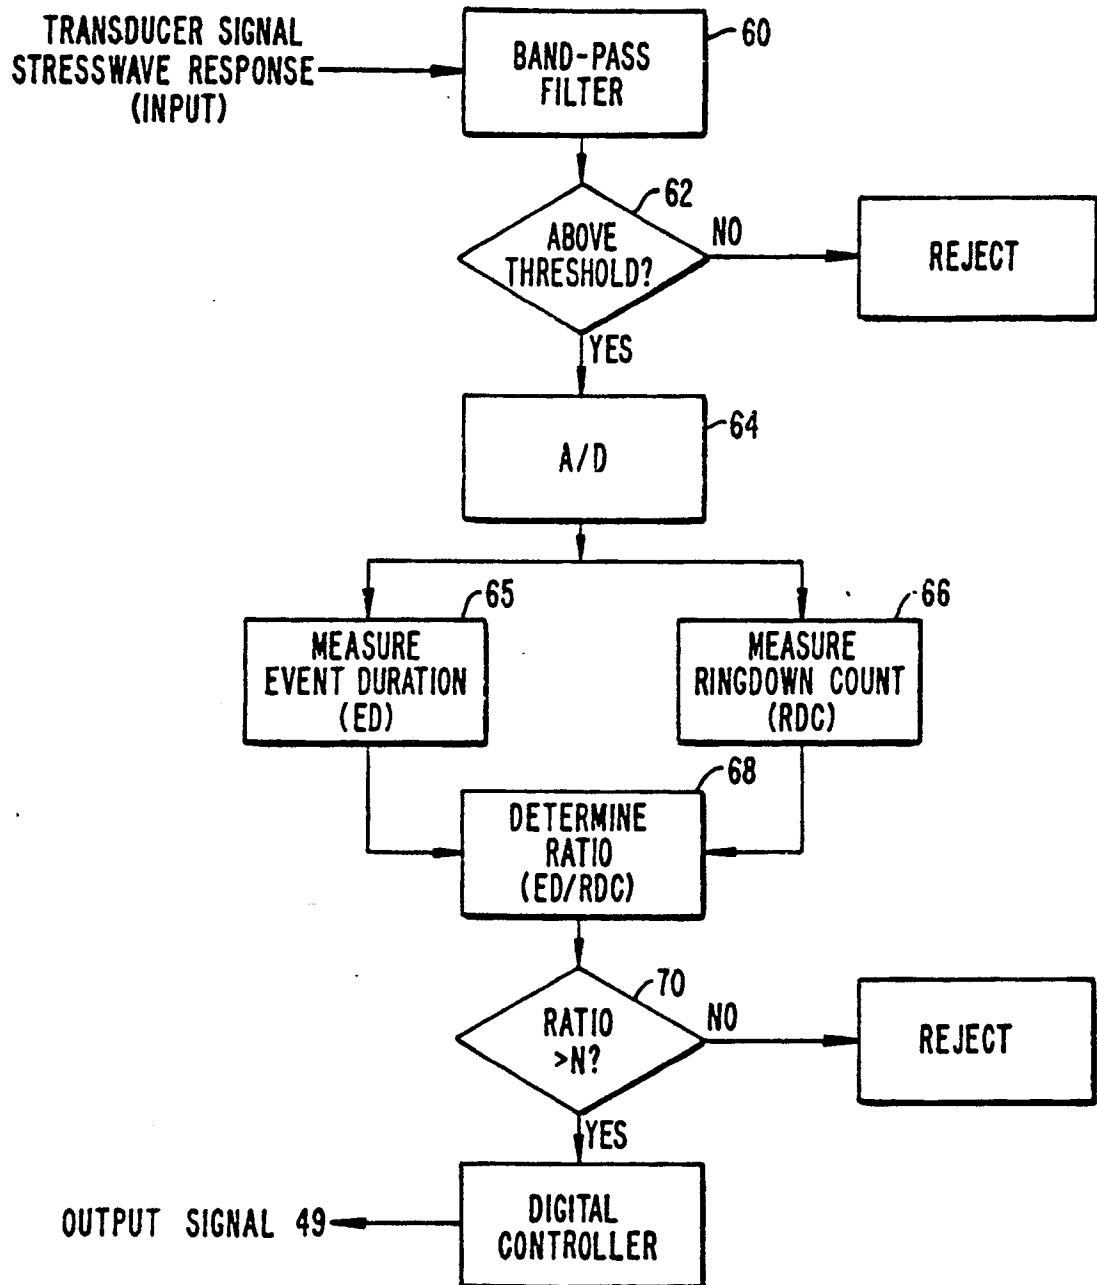 TRANSDUCER SIGNAL
STRESSWAVE RESPONSE
(INPUT)
BAND-PASS
FILTER
60
ABOVE
THRESHOLD?
62
NO
REJECT
YES
A/D
64
MEASURE
EVENT DURATION
(ED)
65
MEASURE
RINGDOWN COUNT
(RDC)
66
DETERMINE
RATIO
(ED/RDC)
68
RATIO
>N?
70
NO
REJECT
YES
DIGITAL
CONTROLLER
OUTPUT SIGNAL 49